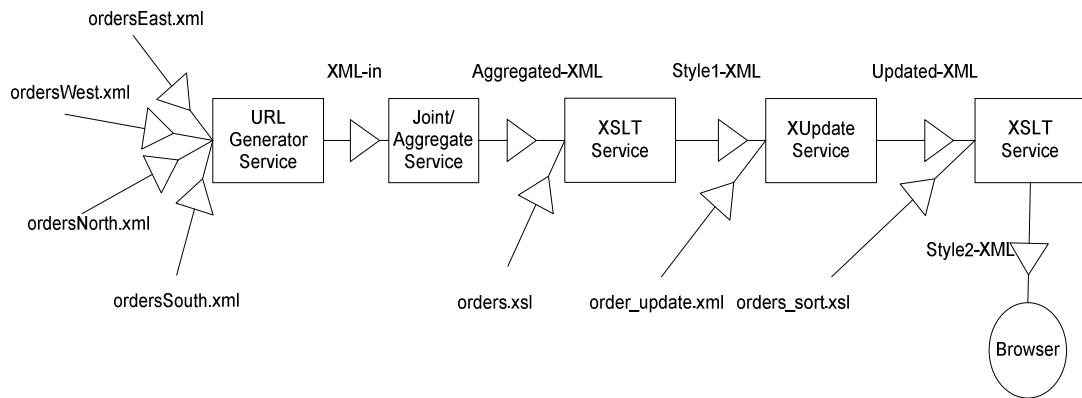 ordersEast.xml
ordersWest.xml
ordersNorth.xml
ordersSouth.xml
URL
Generator
Service
XML-in
Joint/
Aggregate
Service
Aggregated-XML
XSLT
Service
orders.xsl
Style1-XML
XUpdate
Service
order_update.xml
Updated-XML
XSLT
Service
orders_sort.xsl
Style2-XML
Browser